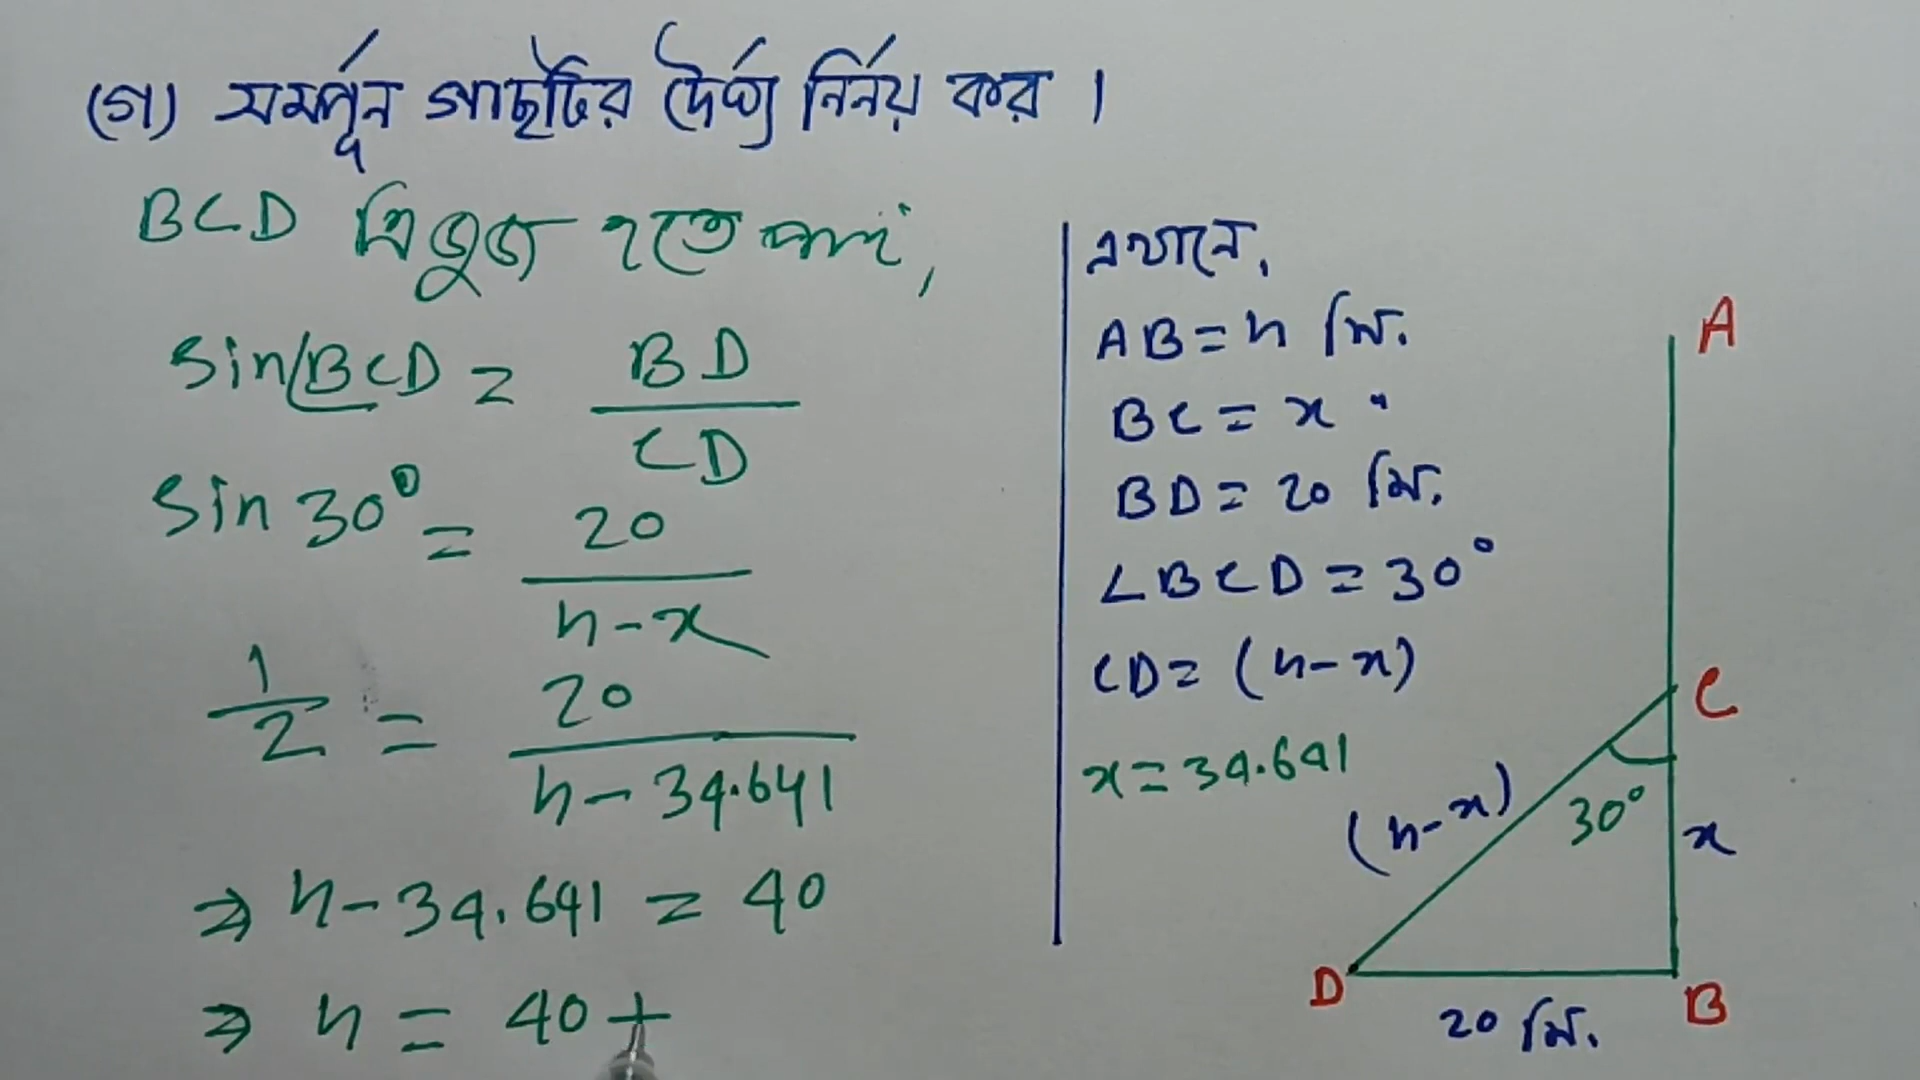 (গ) সমর্পূন গাছটির দৈর্ঘ্য নির্নয় কর ।
BCD ত্রিভুজ হতে পাই,
Sin∠BCD = BD/CD
Sin 30° = 20/h-x
1/2 = 20/h-34.641
⇒ h-34.641 = 40
⇒ h = 40+
এখানে,
AB = h মি.
BC = x "
BD = 20 মি.
∠BCD = 30°
CD = (h-x)
x = 34.641
A
C
(h-x)
30°
x
D
B
20 মি.